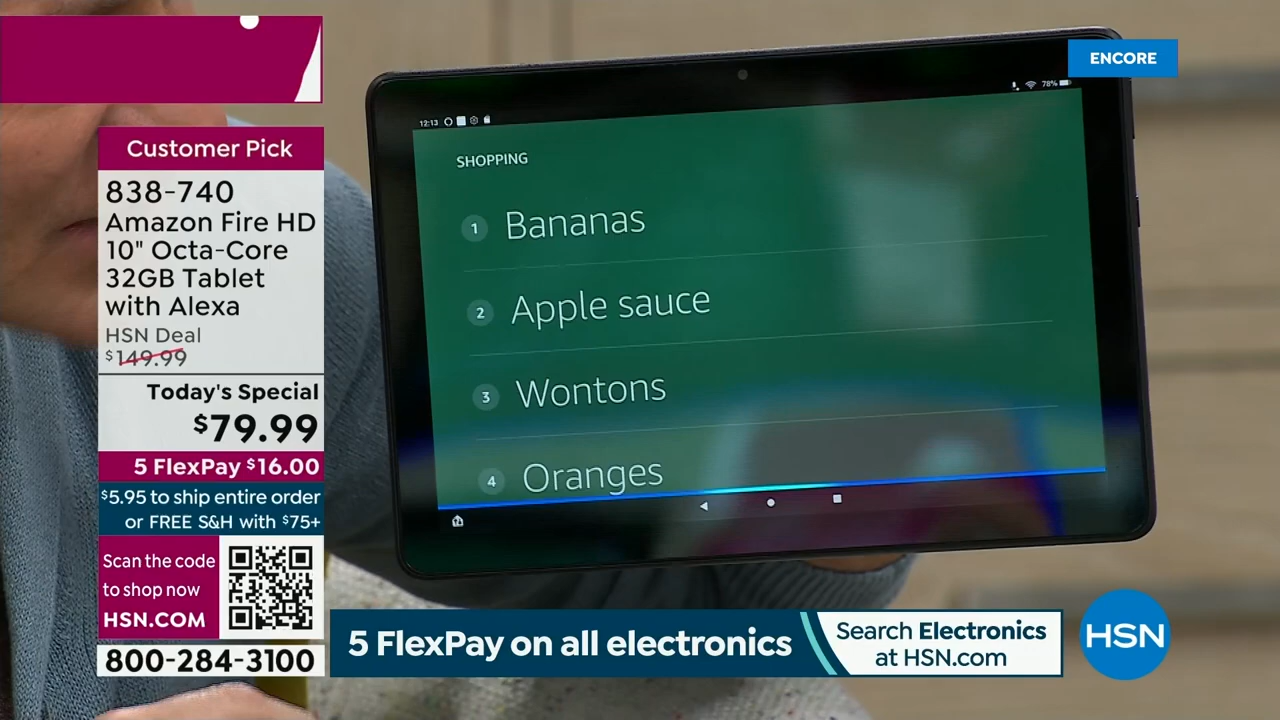 ENCORE
Customer Pick
838-740
Amazon Fire HD
10" Octa-Core
32GB Tablet
with Alexa
HSN Deal
$149.99
Today's Special
$79.99
5 FlexPay $16.00
$5.95 to ship entire order
or FREE S&H with $75+
Scan the code
to shop now
HSN.COM
800-284-3100
12:13
78%
SHOPPING
1 Bananas
2 Apple sauce
3 Wontons
4 Oranges
5 FlexPay on all electronics
Search Electronics
at HSN.com
HSN